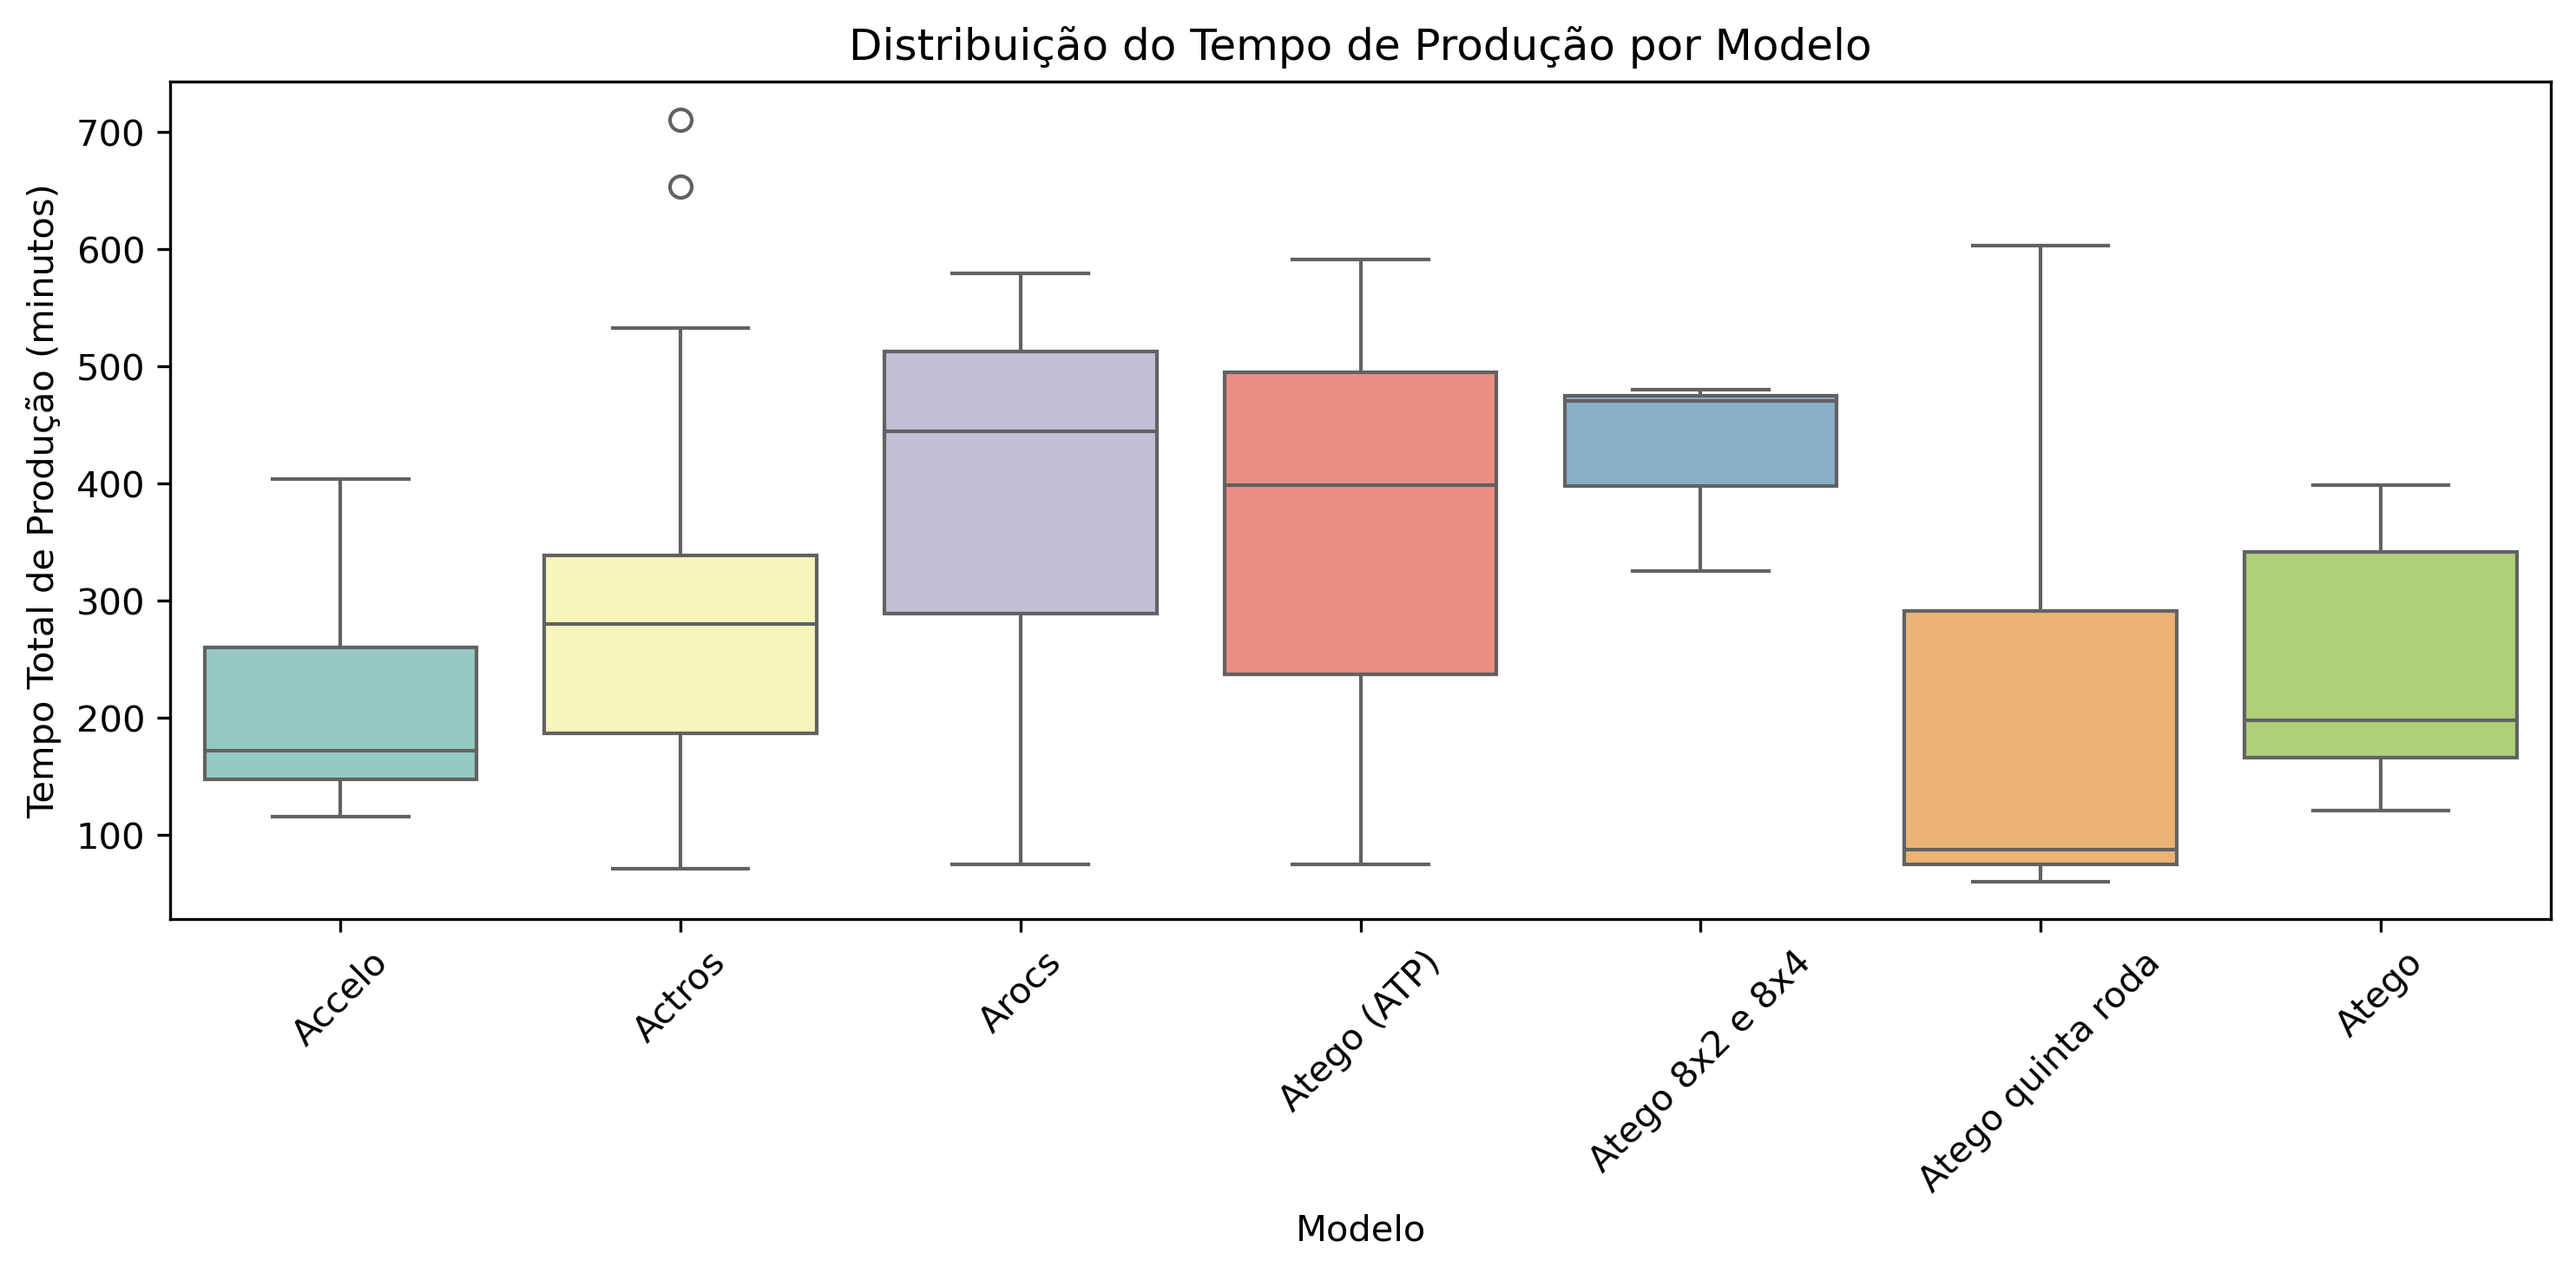 Distribuição do Tempo de Produção por Modelo
Tempo Total de Produção (minutos)
700
600
500
400
300
200
100
Accelo
Actros
Arocs
Atego (ATP)
Atego 8x2 e 8x4
Atego quinta roda
Atego
Modelo